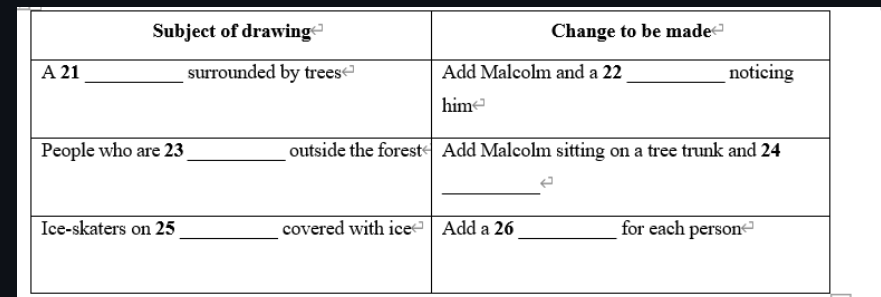 Subject of drawing↵
Change to be made↵
A 21 __________ surrounded by trees↵
Add Malcolm and a 22 __________ noticing
him↵
People who are 23 __________ outside the forest↵
Add Malcolm sitting on a tree trunk and 24
__________ ↵
Ice-skaters on 25 __________ covered with ice↵
Add a 26 __________ for each person↵